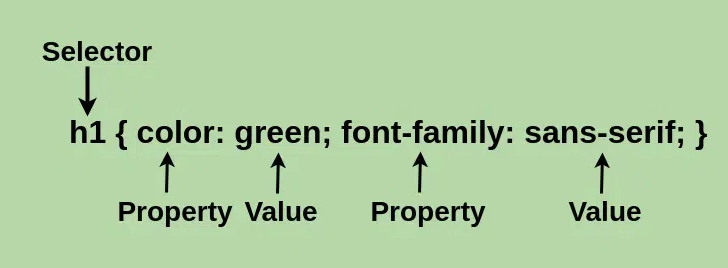 Selector
h1 { color: green; font-family: sans-serif; }
Property Value Property Value